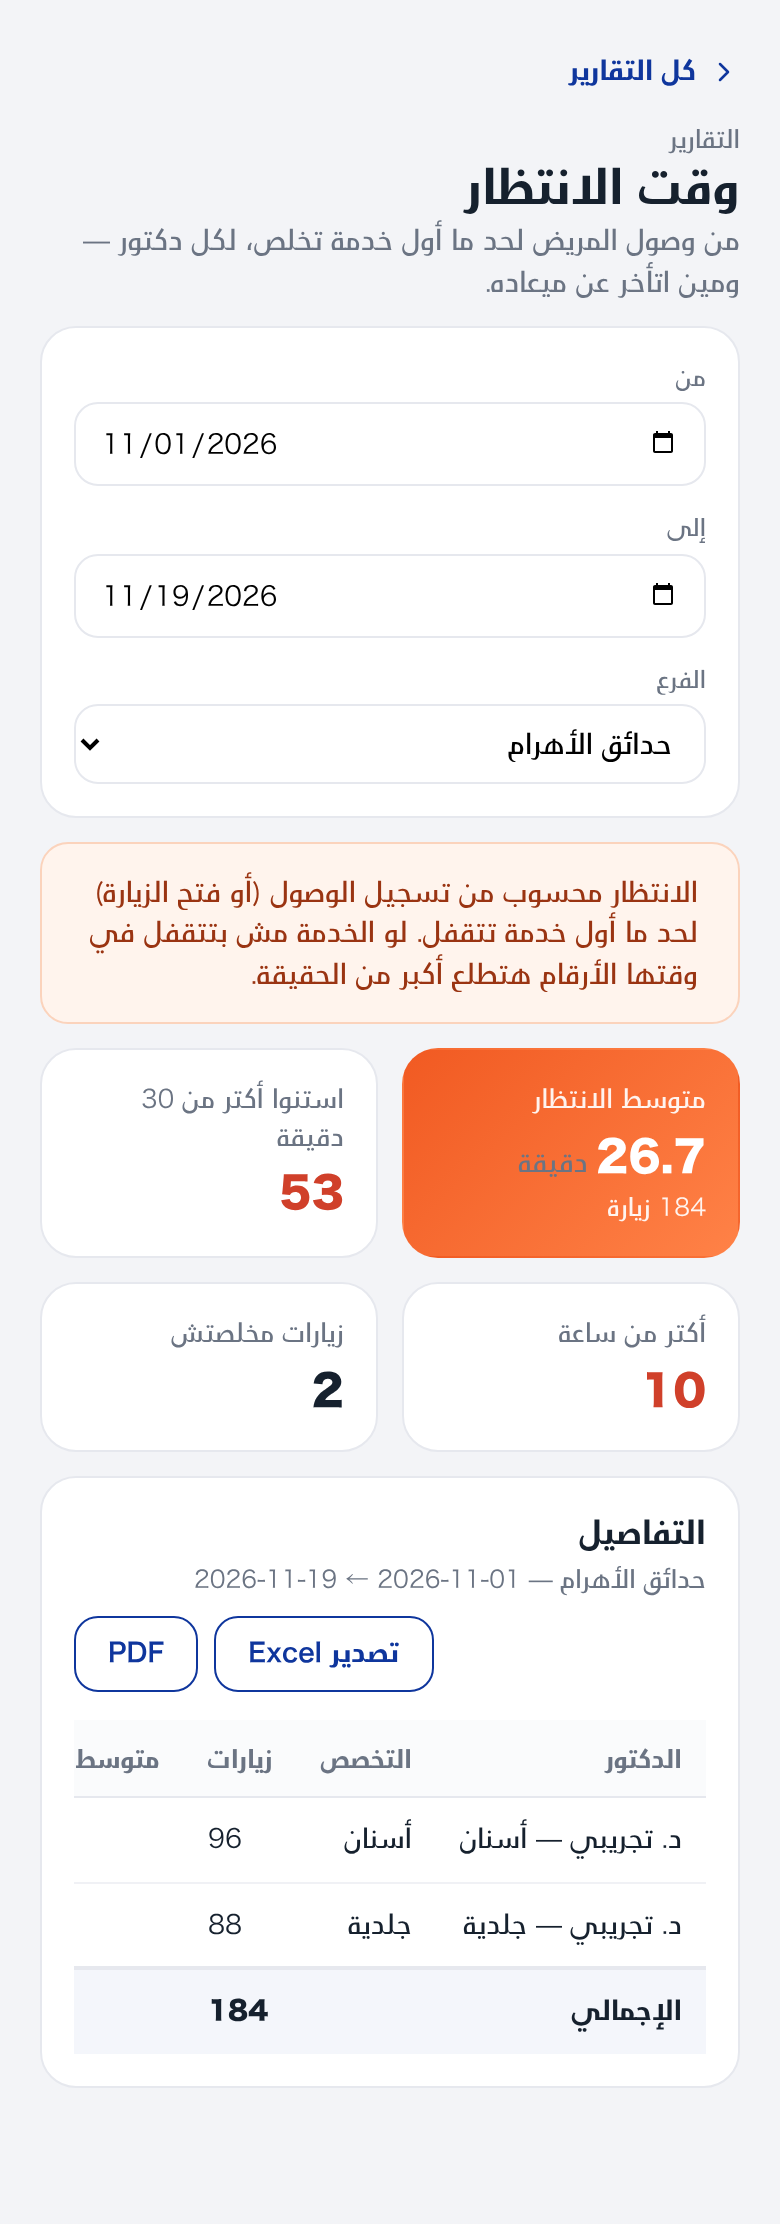 كل التقارير
التقارير
وقت الانتظار
من وصول المريض لحد ما أول خدمة تخلص، لكل دكتور —
ومين اتأخر عن ميعاده.
من
11/01/2026
إلى
11/19/2026
الفرع
حدائق الأهرام
الانتظار محسوب من تسجيل الوصول (أو فتح الزيارة)
لحد ما أول خدمة تتقفل. لو الخدمة مش بتتقفل في
وقتها الأرقام هتطلع أكبر من الحقيقة.
متوسط الانتظار
26.7 دقيقة
184 زيارة
استنوا أكتر من 30
دقيقة
53
أكتر من ساعة
10
زيارات مخلصتش
2
التفاصيل
حدائق الأهرام — 2026-11-01 ← 2026-11-19
تصدير Excel PDF
الدكتور التخصص زيارات متوسط
د. تجريبي — أسنان أسنان 96
د. تجريبي — جلدية جلدية 88
الإجمالي 184